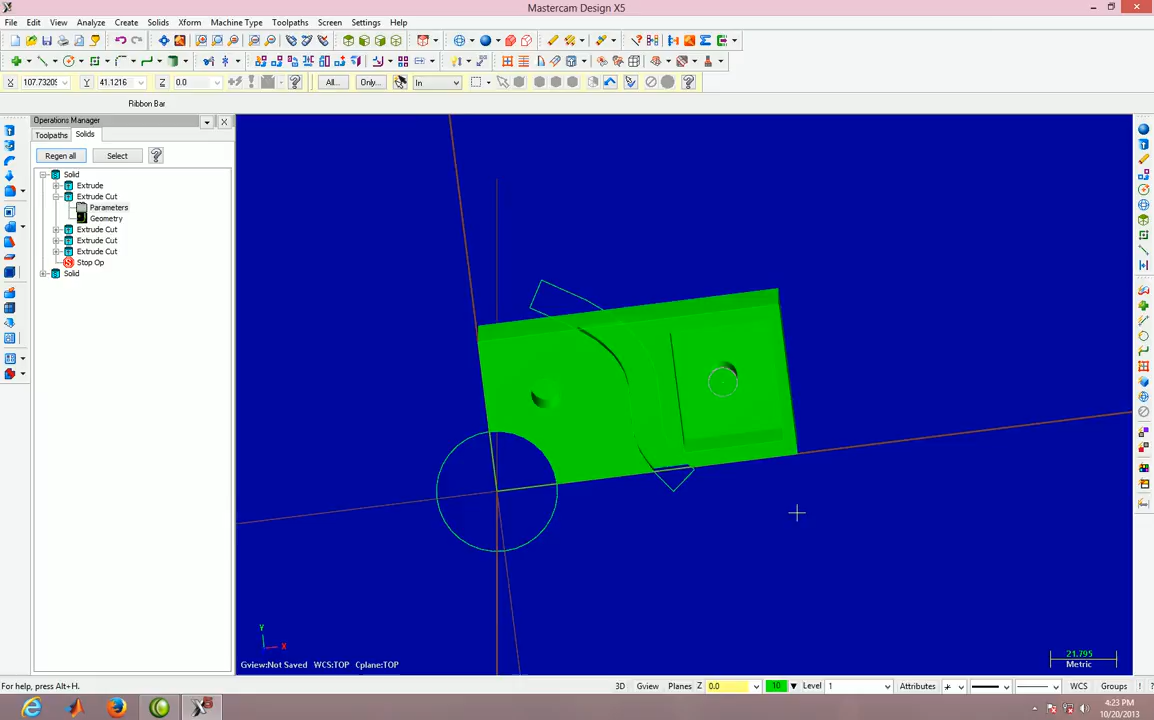 Mastercam Design X5
File Edit View Analyze Create Solids Xform Machine Type Toolpaths Screen Settings Help
X 107.73209 Y 41.1216 Z 0.0 All... Only... In
Ribbon Bar
Operations Manager
Toolpaths Solids
Regen all Select
Solid
Extrude
Extrude Cut
Parameters
Geometry
Extrude Cut
Extrude Cut
Extrude Cut
Stop Op
Solid
Y
X
Gview:Not Saved WCS:TOP Cplane:TOP
21.795
Metric
For help, press Alt+H. 3D Gview Planes Z 0.0 10 Level 1 Attributes WCS Groups
4:23 PM
10/20/2013